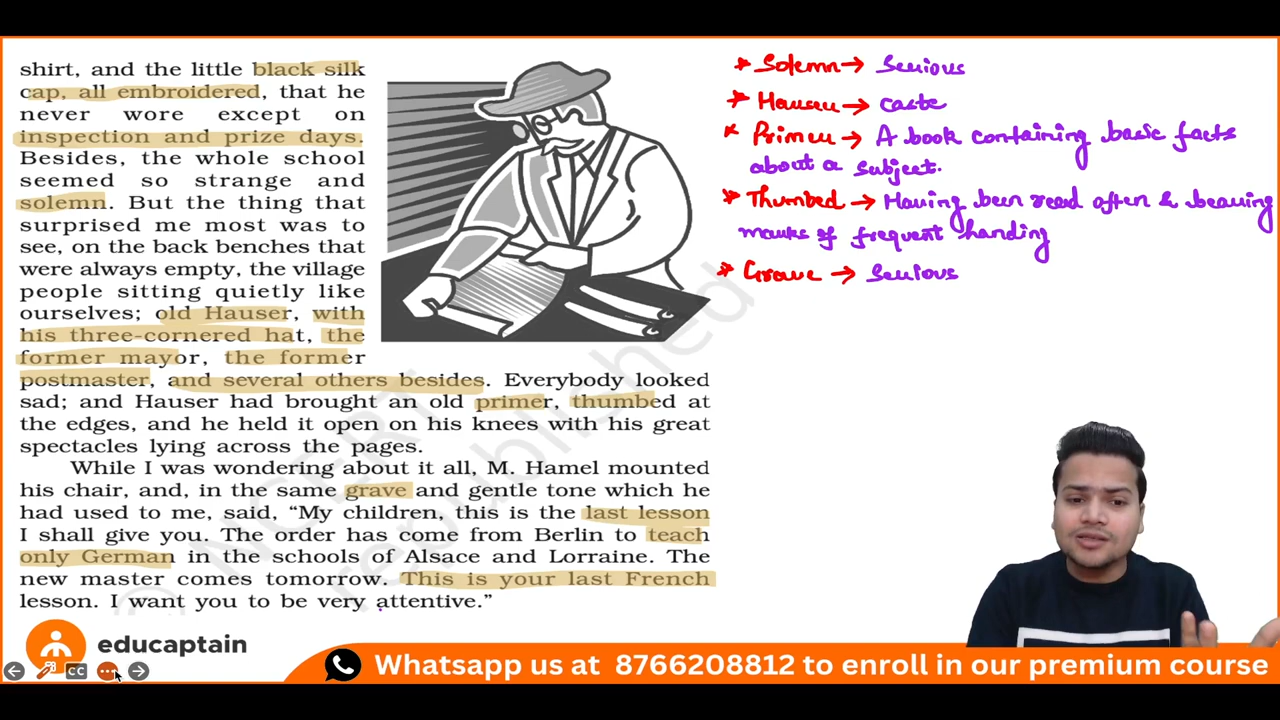 shirt, and the little black silk
cap, all embroidered, that he
never wore except on
inspection and prize days.
Besides, the whole school
seemed so strange and
solemn. But the thing that
surprised me most was to
see, on the back benches that
were always empty, the village
people sitting quietly like
ourselves; old Hauser, with
his three-cornered hat, the
former mayor, the former
postmaster, and several others besides. Everybody looked
sad; and Hauser had brought an old primer, thumbed at
the edges, and he held it open on his knees with his great
spectacles lying across the pages.
While I was wondering about it all, M. Hamel mounted
his chair, and, in the same grave and gentle tone which he
had used to me, said, “My children, this is the last lesson
I shall give you. The order has come from Berlin to teach
only German in the schools of Alsace and Lorraine. The
new master comes tomorrow. This is your last French
lesson. I want you to be very attentive.”
* Solemn → Serious
* Hauser → caste
* Primer → A book containing basic facts
about a subject.
* Thumbed → Having been read often & bearing
marks of frequent handing
* Grave → Serious
© NCERT
republished
educaptain
CC
Whatsapp us at 8766208812 to enroll in our premium course